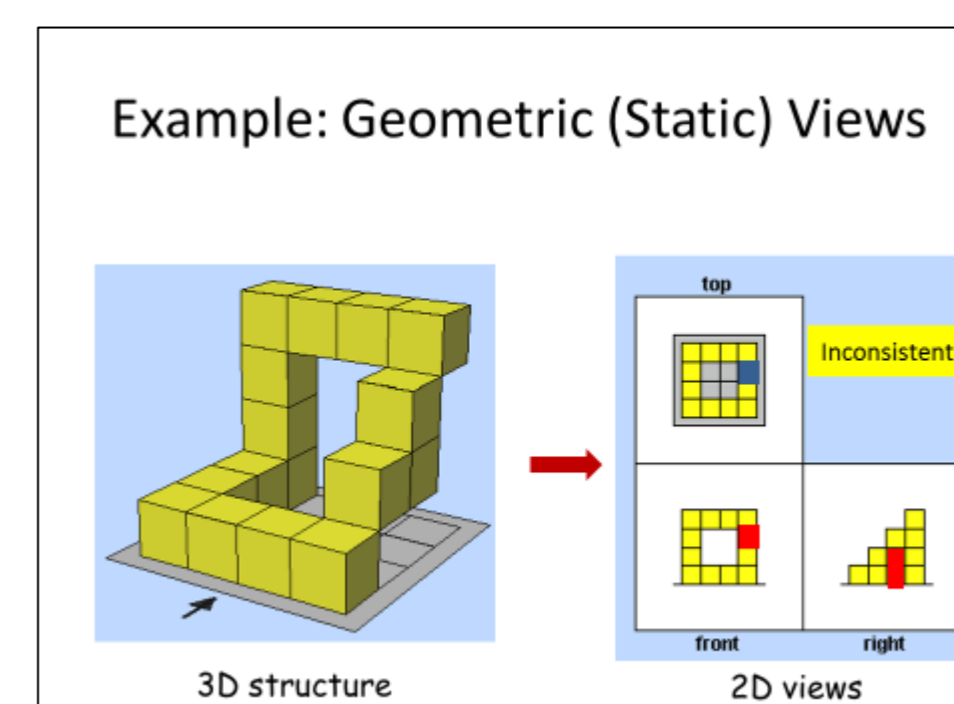 Example: Geometric (Static) Views
top
Inconsistent
front
right
3D structure
2D views